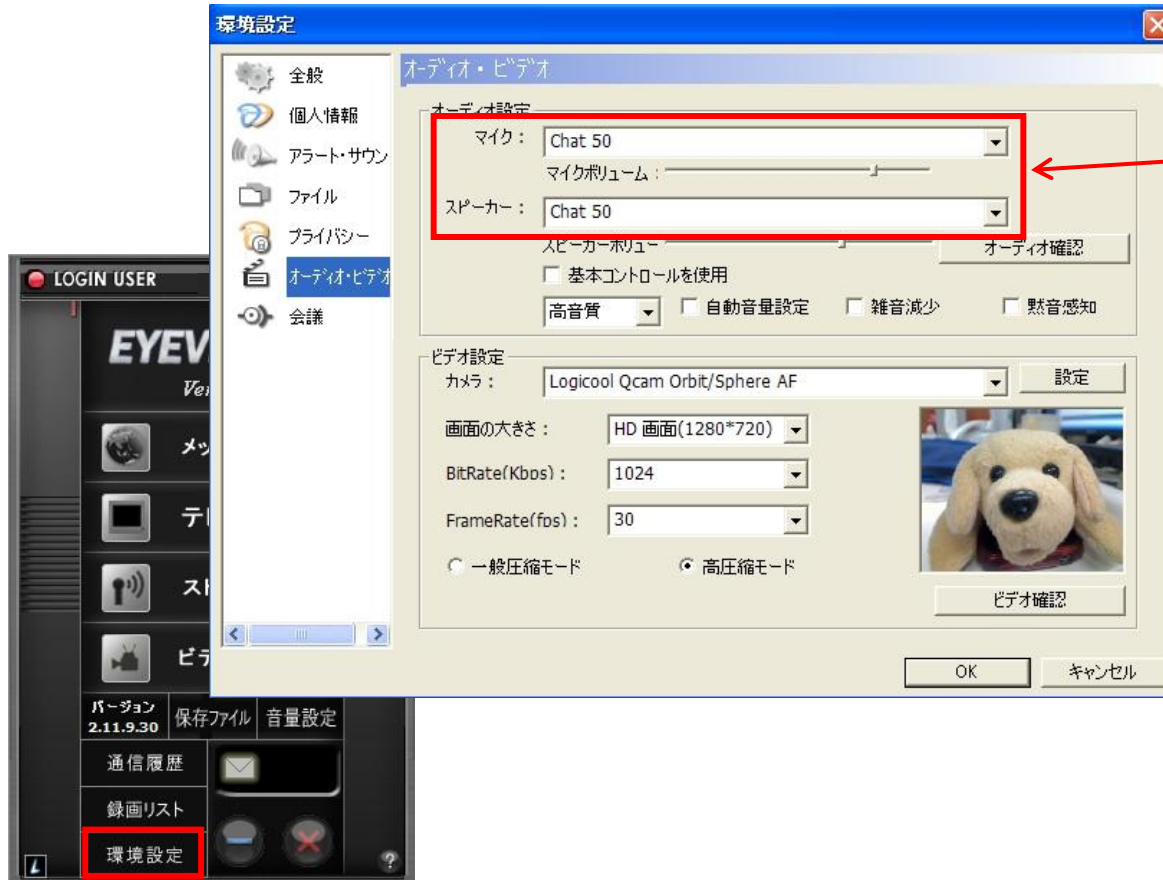 環境設定
全般
個人情報
アラート・サウン
ファイル
プライバシー
オーディオ・ビデオ
会議
オーディオ・ビデオ
オーディオ設定
マイク： Chat 50
マイクボリューム：
スピーカー： Chat 50
スピーカーボリュー
オーディオ確認
基本コントロールを使用
高音質 自動音量設定 雑音減少 黙音感知
ビデオ設定
カメラ： Logicool Qcam Orbit/Sphere AF 設定
画面の大きさ： HD 画面(1280*720)
BitRate(Kbps)： 1024
FrameRate(fps)： 30
一般圧縮モード 高圧縮モード
ビデオ確認
OK キャンセル
LOGIN USER
EYEV
Ver
メッ
テレ
スト
ビデ
バージョン
2.11.9.30
保存ファイル 音量設定
通信履歴
録画リスト
環境設定
L ?